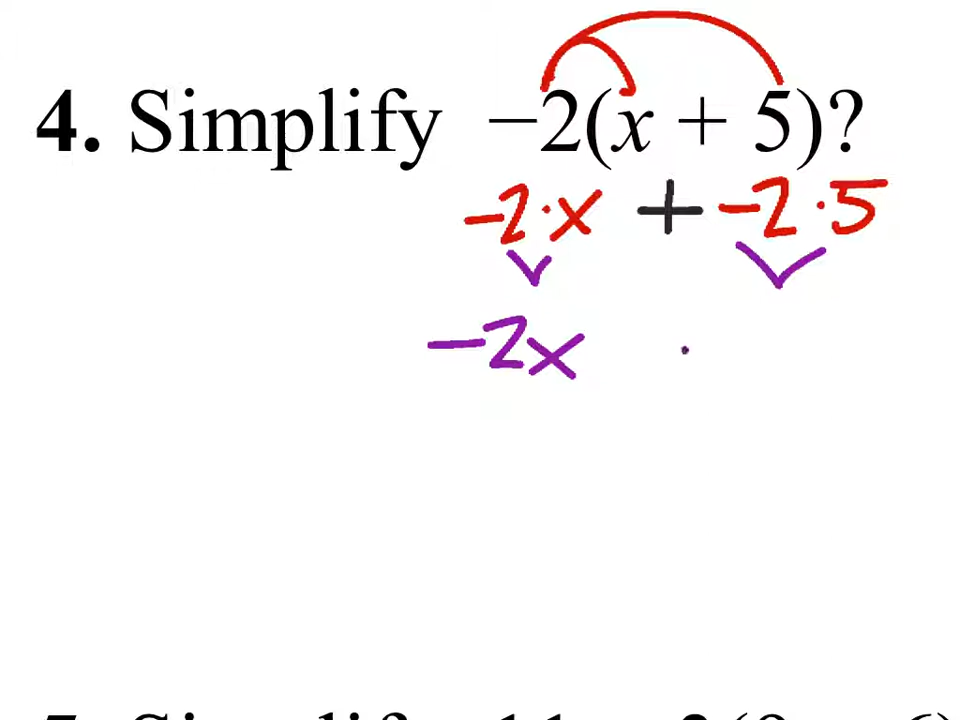 4. Simplify −2(x + 5)?
-2·x + -2·5
-2x